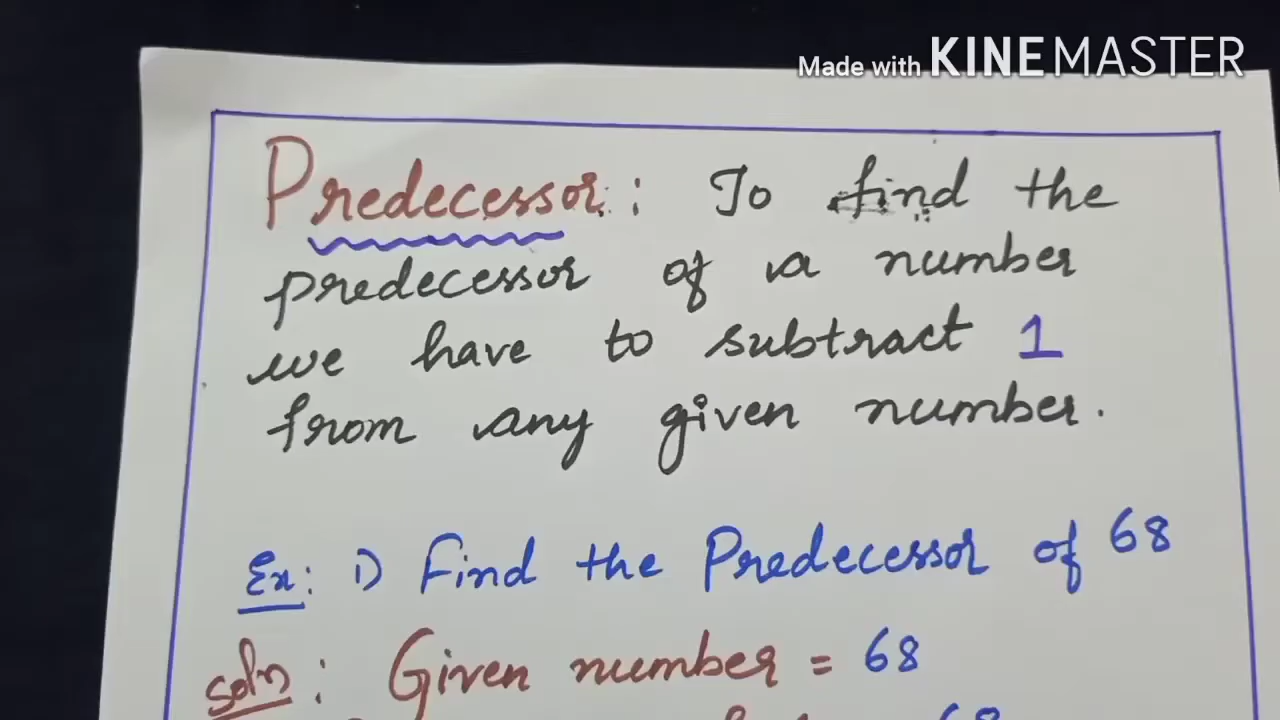 Made with KINEMASTER
Predecessor: To find the
predecessor of a number
we have to subtract 1
from any given number.
Ex: 1) Find the Predecessor of 68
Soln: Given number = 68
68